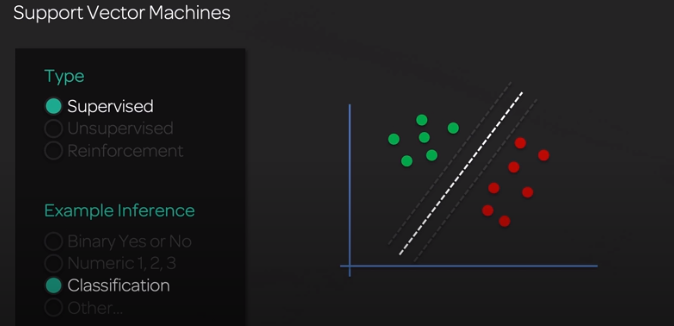 Support Vector Machines
Type
Supervised
Unsupervised
Reinforcement
Example Inference
Binary Yes or No
Numeric 1, 2, 3
Classification
Other...